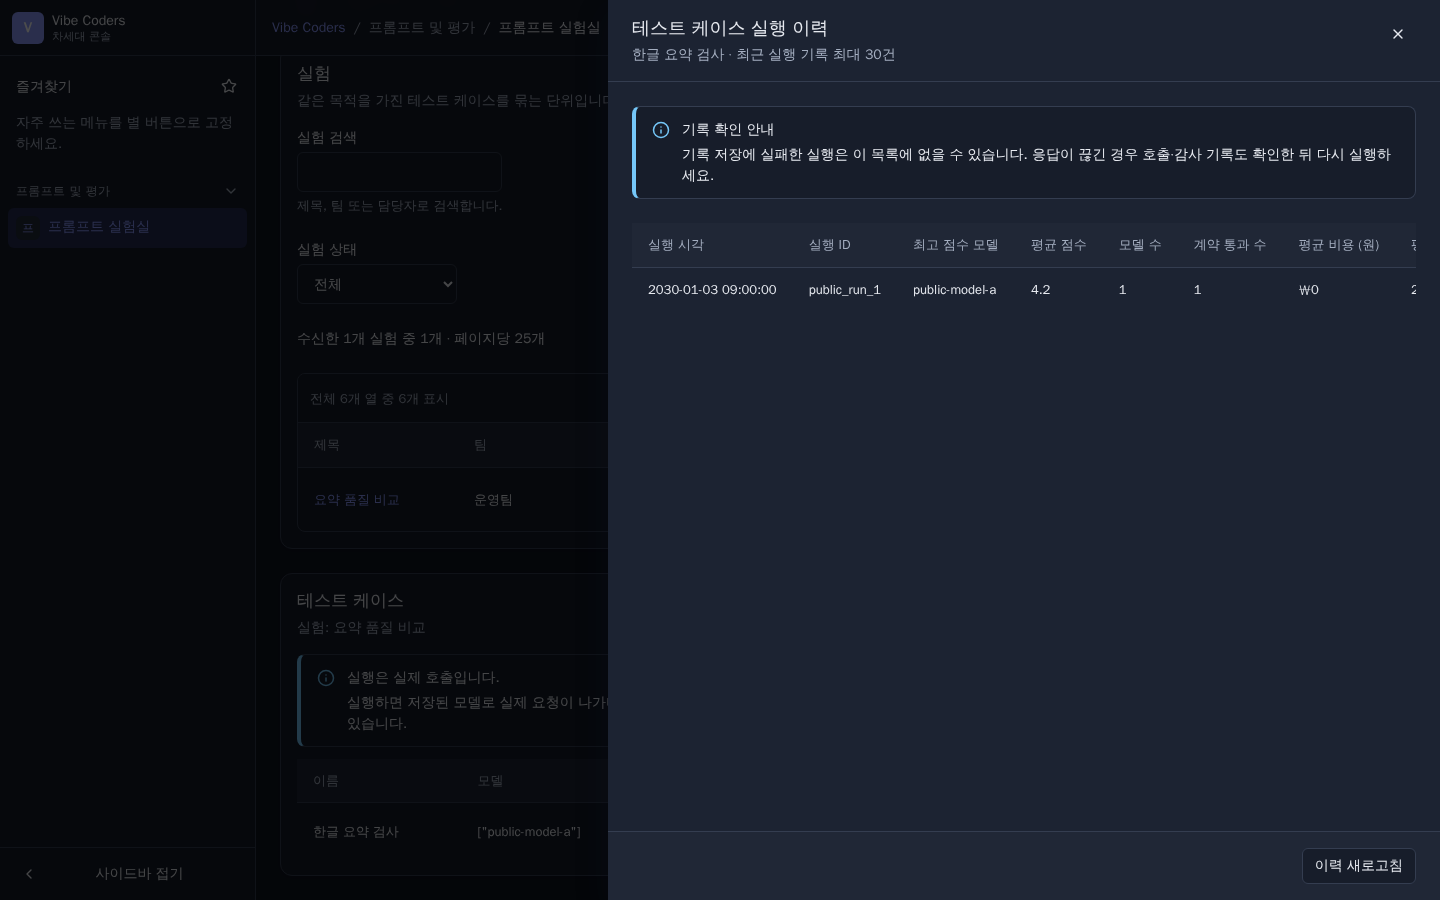 V
Vibe Coders
차세대 콘솔
즐겨찾기
자주 쓰는 메뉴를 별 버튼으로 고정
하세요.
프롬프트 및 평가
프
프롬프트 실험실
사이드바 접기
Vibe Coders / 프롬프트 및 평가 / 프롬프트 실험실
실험
같은 목적을 가진 테스트 케이스를 묶는 단위입니다
실험 검색
제목, 팀 또는 담당자로 검색합니다.
실험 상태
전체
수신한 1개 실험 중 1개 · 페이지당 25개
전체 6개 열 중 6개 표시
제목 팀
요약 품질 비교 운영팀
테스트 케이스
실험: 요약 품질 비교
실행은 실제 호출입니다.
실행하면 저장된 모델로 실제 요청이 나가
있습니다.
이름 모델
한글 요약 검사 ["public-model-a"]
테스트 케이스 실행 이력
한글 요약 검사 · 최근 실행 기록 최대 30건
기록 확인 안내
기록 저장에 실패한 실행은 이 목록에 없을 수 있습니다. 응답이 끊긴 경우 호출·감사 기록도 확인한 뒤 다시 실행하
세요.
실행 시각 실행 ID 최고 점수 모델 평균 점수 모델 수 계약 통과 수 평균 비용 (원)
2030-01-03 09:00:00 public_run_1 public-model-a 4.2 1 1 ₩0 2
이력 새로고침